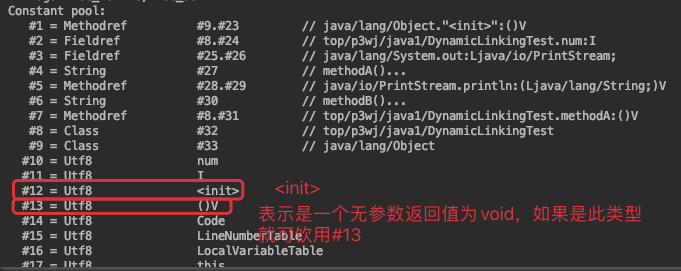 Constant pool:
#1 = Methodref #9.#23 // java/lang/Object."<init>":()V
#2 = Fieldref #8.#24 // top/p3wj/java1/DynamicLinkingTest.num:I
#3 = Fieldref #25.#26 // java/lang/System.out:Ljava/io/PrintStream;
#4 = String #27 // methodA()...
#5 = Methodref #28.#29 // java/io/PrintStream.println:(Ljava/lang/String;)V
#6 = String #30 // methodB()...
#7 = Methodref #8.#31 // top/p3wj/java1/DynamicLinkingTest.methodA:()V
#8 = Class #32 // top/p3wj/java1/DynamicLinkingTest
#9 = Class #33 // java/lang/Object
#10 = Utf8 num
#11 = Utf8 I
#12 = Utf8 <init> <init>
#13 = Utf8 ()V
表示是一个无参数返回值为void，如果是此类型
#14 = Utf8 Code
就可饮用#13
#15 = Utf8 LineNumberTable
#16 = Utf8 LocalVariableTable
#17 = Utf8 this